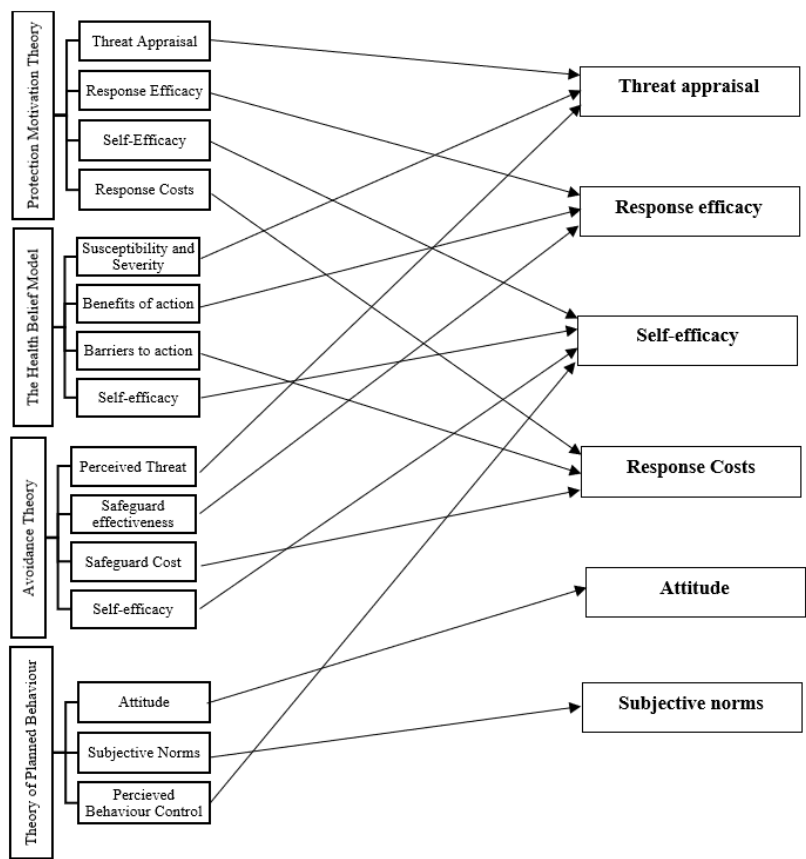 Protection Motivation Theory
Threat Appraisal
Response Efficacy
Self-Efficacy
Response Costs
The Health Belief Model
Susceptibility and
Severity
Benefits of action
Barriers to action
Self-efficacy
Avoidance Theory
Perceived Threat
Safeguard
effectiveness
Safeguard Cost
Self-efficacy
Theory of Planned Behaviour
Attitude
Subjective Norms
Percieved
Behaviour Control
Threat appraisal
Response efficacy
Self-efficacy
Response Costs
Attitude
Subjective norms